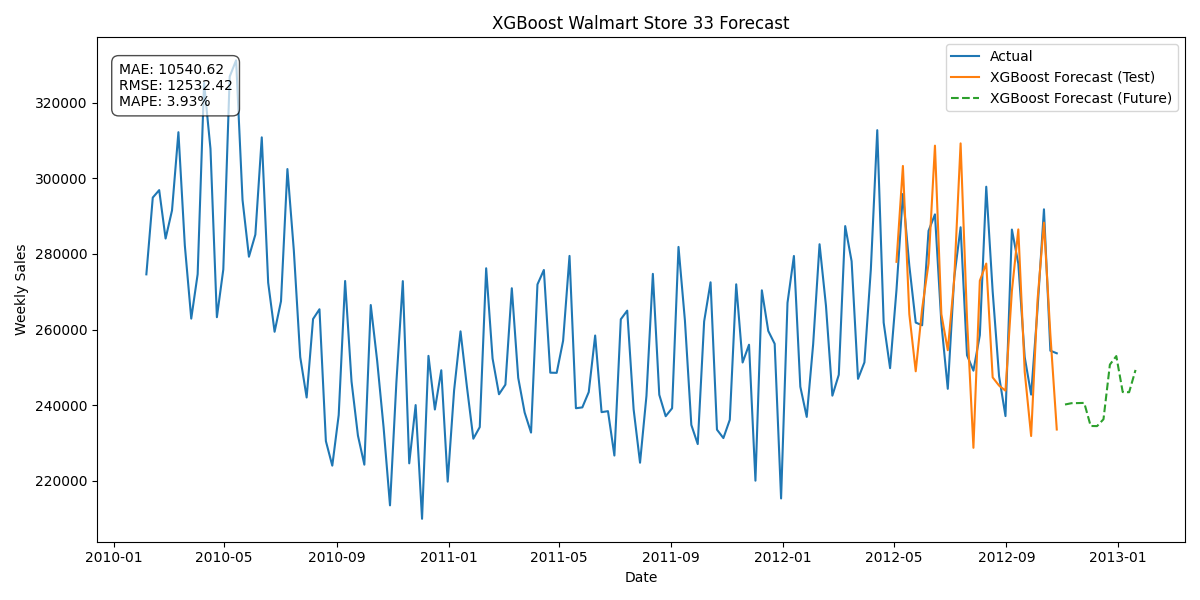 XGBoost Walmart Store 33 Forecast
MAE: 10540.62
RMSE: 12532.42
MAPE: 3.93%
Actual
XGBoost Forecast (Test)
XGBoost Forecast (Future)
Weekly Sales
320000
300000
280000
260000
240000
220000
2010-01
2010-05
2010-09
2011-01
2011-05
2011-09
2012-01
2012-05
2012-09
2013-01
Date